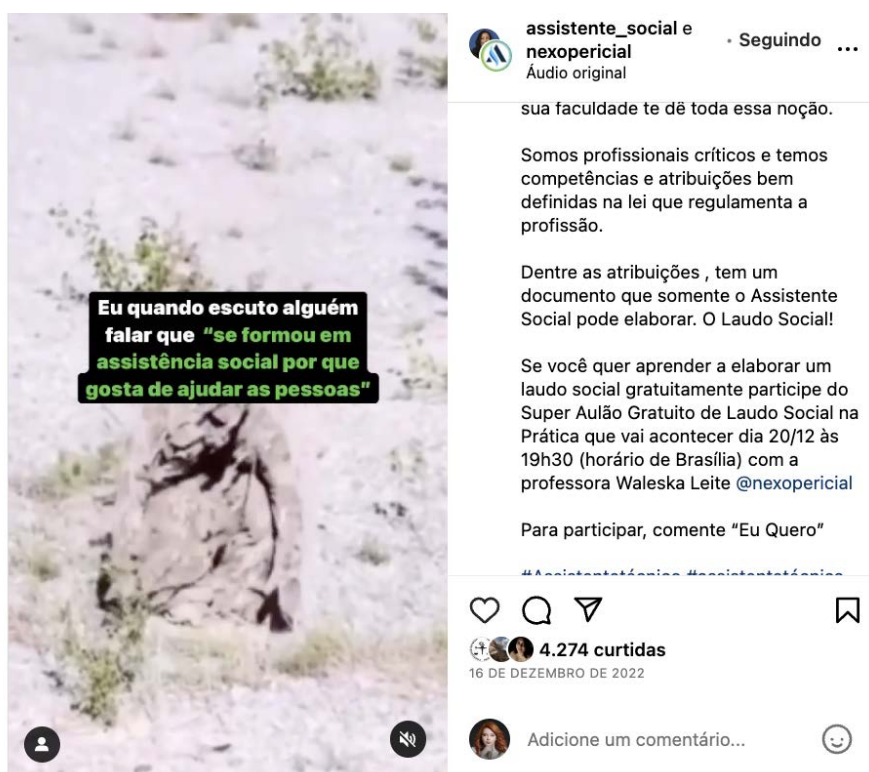 Eu quando escuto alguém
falar que “se formou em
assistência social por que
gosta de ajudar as pessoas”
assistente_social e
nexopericial
Áudio original
• Seguindo ...
sua faculdade te dê toda essa noção.
Somos profissionais críticos e temos
competências e atribuições bem
definidas na lei que regulamenta a
profissão.
Dentre as atribuições , tem um
documento que somente o Assistente
Social pode elaborar. O Laudo Social!
Se você quer aprender a elaborar um
laudo social gratuitamente participe do
Super Aulão Gratuito de Laudo Social na
Prática que vai acontecer dia 20/12 às
19h30 (horário de Brasília) com a
professora Waleska Leite @nexopericial
Para participar, comente “Eu Quero”
4.274 curtidas
16 DE DEZEMBRO DE 2022
Adicione um comentário...